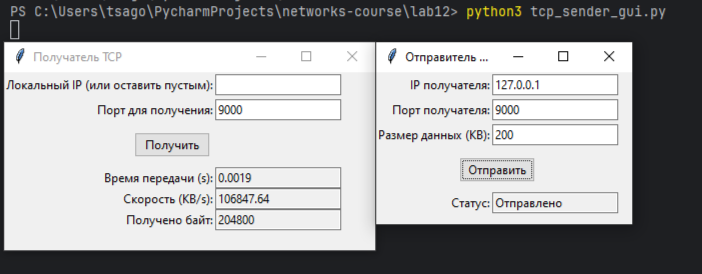 PS C:\Users\tsago\PycharmProjects\networks-course\lab12> python3 tcp_sender_gui.py
Получатель TCP
Локальный IP (или оставить пустым):
Порт для получения: 9000
Получить
Время передачи (s): 0.0019
Скорость (KB/s): 106847.64
Получено байт: 204800
Отправитель ...
IP получателя: 127.0.0.1
Порт получателя: 9000
Размер данных (KB): 200
Отправить
Статус: Отправлено